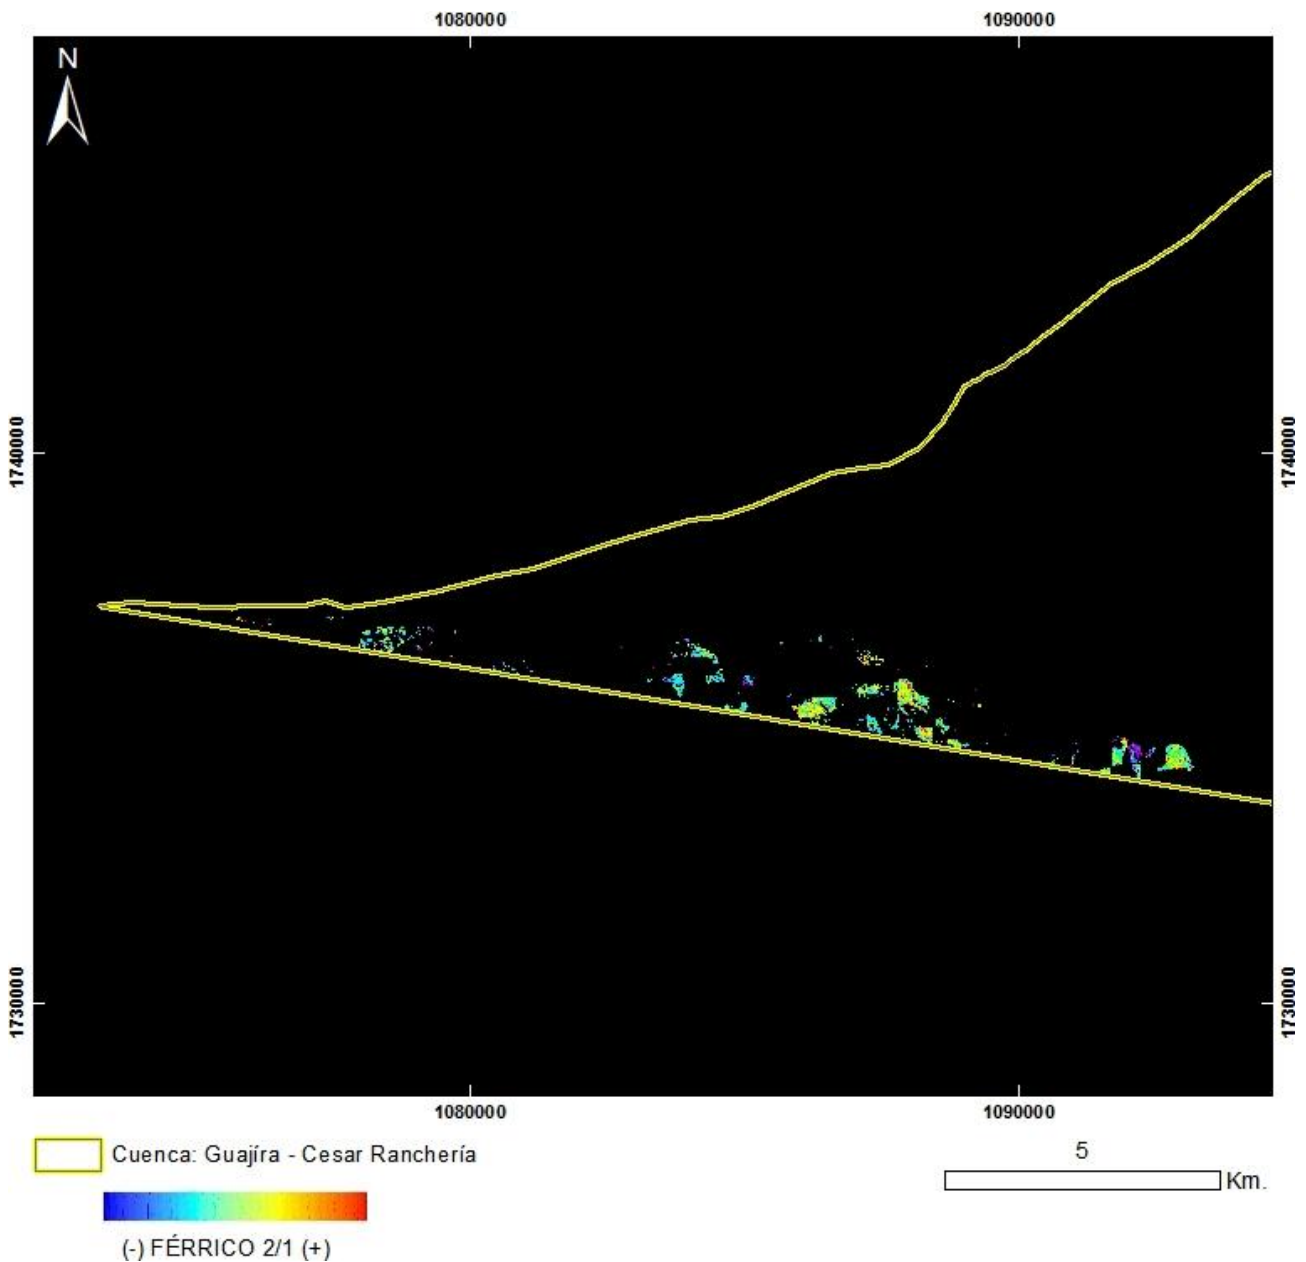 1080000 1090000
N
1740000 1740000
1730000 1730000
1080000 1090000
Cuenca: Guajíra - Cesar Ranchería
5
Km.
(-) FÉRRICO 2/1 (+)